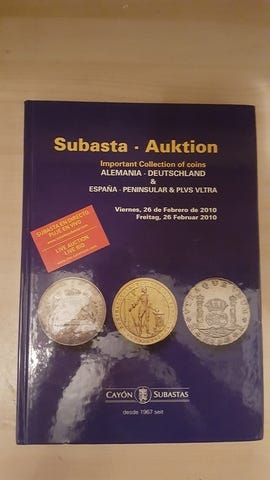 Subasta · Auktion
Important Collection of coins
ALEMANIA · DEUTSCHLAND
&
ESPAÑA · PENINSULAR & PLVS VLTRA
Viernes, 26 de Febrero de 2010
Freitag, 26 Februar 2010
SUBASTA EN DIRECTO
PUJE EN VIVO
LIVE AUCTION
LIVE BID
CAYÓN SUBASTAS
desde 1967 seit